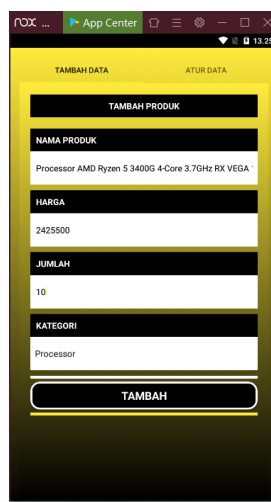 nox ... App Center
13.25
TAMBAH DATA ATUR DATA
TAMBAH PRODUK
NAMA PRODUK
Processor AMD Ryzen 5 3400G 4-Core 3.7GHz RX VEGA
HARGA
2425500
JUMLAH
10
KATEGORI
Processor
TAMBAH